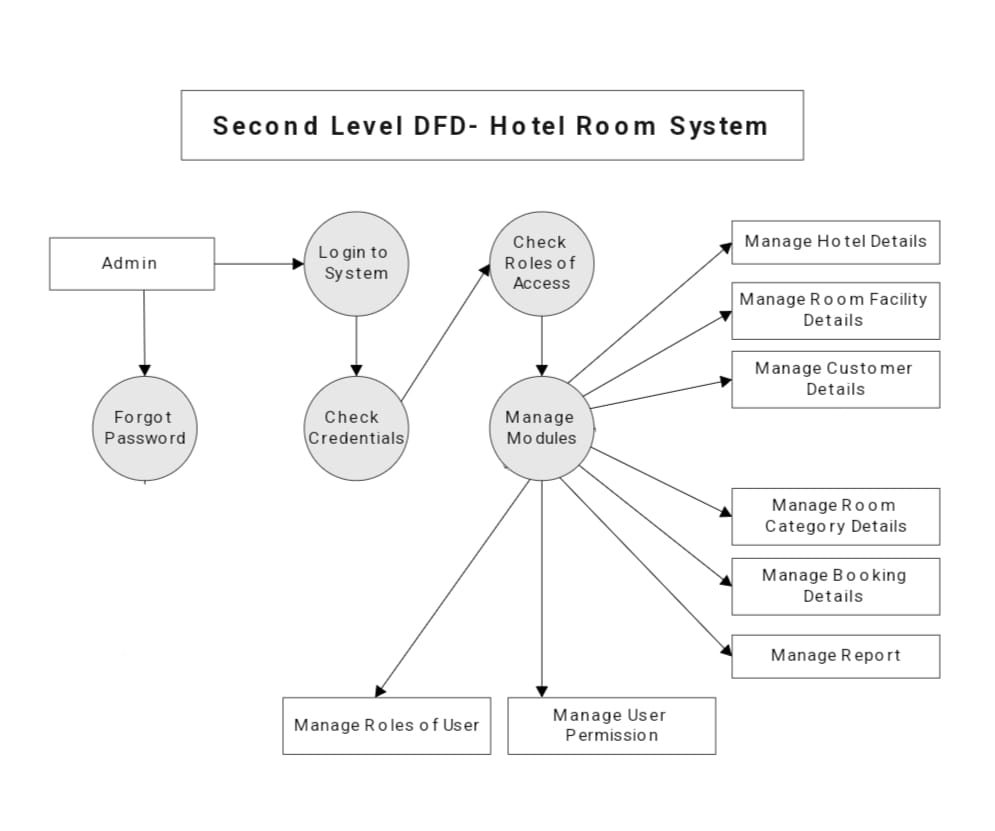 Second Level DFD- Hotel Room System
Admin
Login to
System
Check
Roles of
Access
Manage Hotel Details
Manage Room Facility
Details
Manage Customer
Details
Forgot
Password
Check
Credentials
Manage
Modules
Manage Room
Category Details
Manage Booking
Details
Manage Report
Manage Roles of User
Manage User
Permission